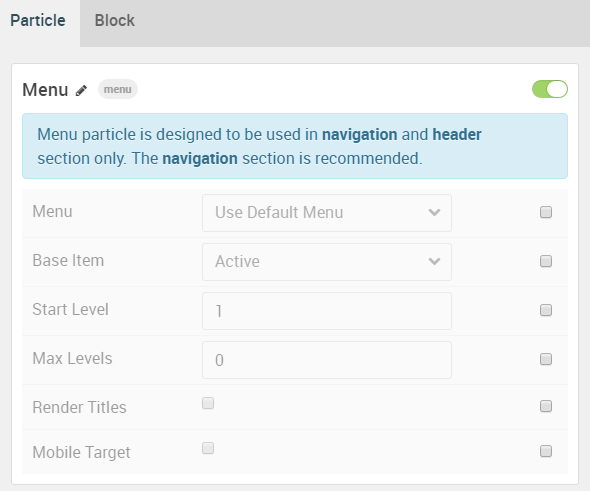 Particle Block
Menu menu
Menu particle is designed to be used in navigation and header
section only. The navigation section is recommended.
Menu Use Default Menu
Base Item Active
Start Level 1
Max Levels 0
Render Titles
Mobile Target